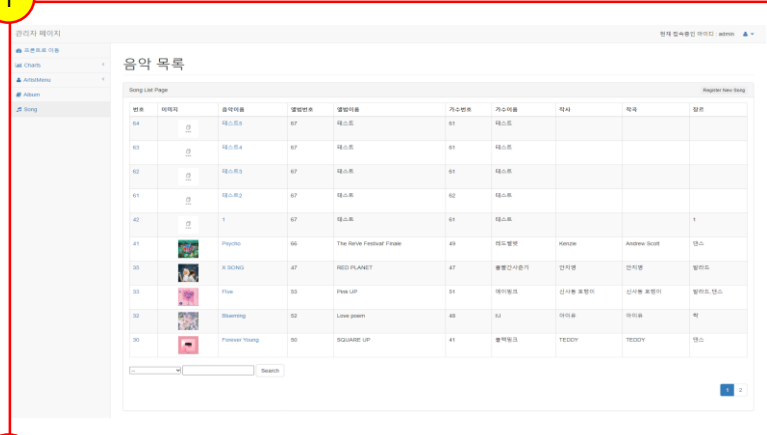 1
관리자 페이지 현재 접속중인 아이디 : admin
프론트로 이동
Charts
ArtistMenu
Album
Song
음악 목록
Song List Page Register New Song
번호 이미지 음악이름 앨범번호 앨범이름 가수번호 가수이름 작사 작곡 장르
64 테스트 67 테스트 61 테스트
63 테스트4 67 테스트 61 테스트
62 테스트3 67 테스트 61 테스트
61 테스트2 67 테스트 62 테스트
42 1 67 테스트 61 테스트 1
41 Psycho 66 The ReVe Festival' Finale 레드벨벳 Kenzie Andrew Scott 댄스
X SONG 47 RED PLANET 47 볼빨간사춘기 안지영 안지영 발라드
33 Five 53 Pink UP 51 에이핑크 신사동 호랭이 신사동 호랭이 발라드,댄스
32 Blueming 52 Love poem IU 아이유 아이유 락
30 Forever Young 50 SQUARE UP 41 블랙핑크 TEDDY TEDDY 댄스
-- Search
1 2